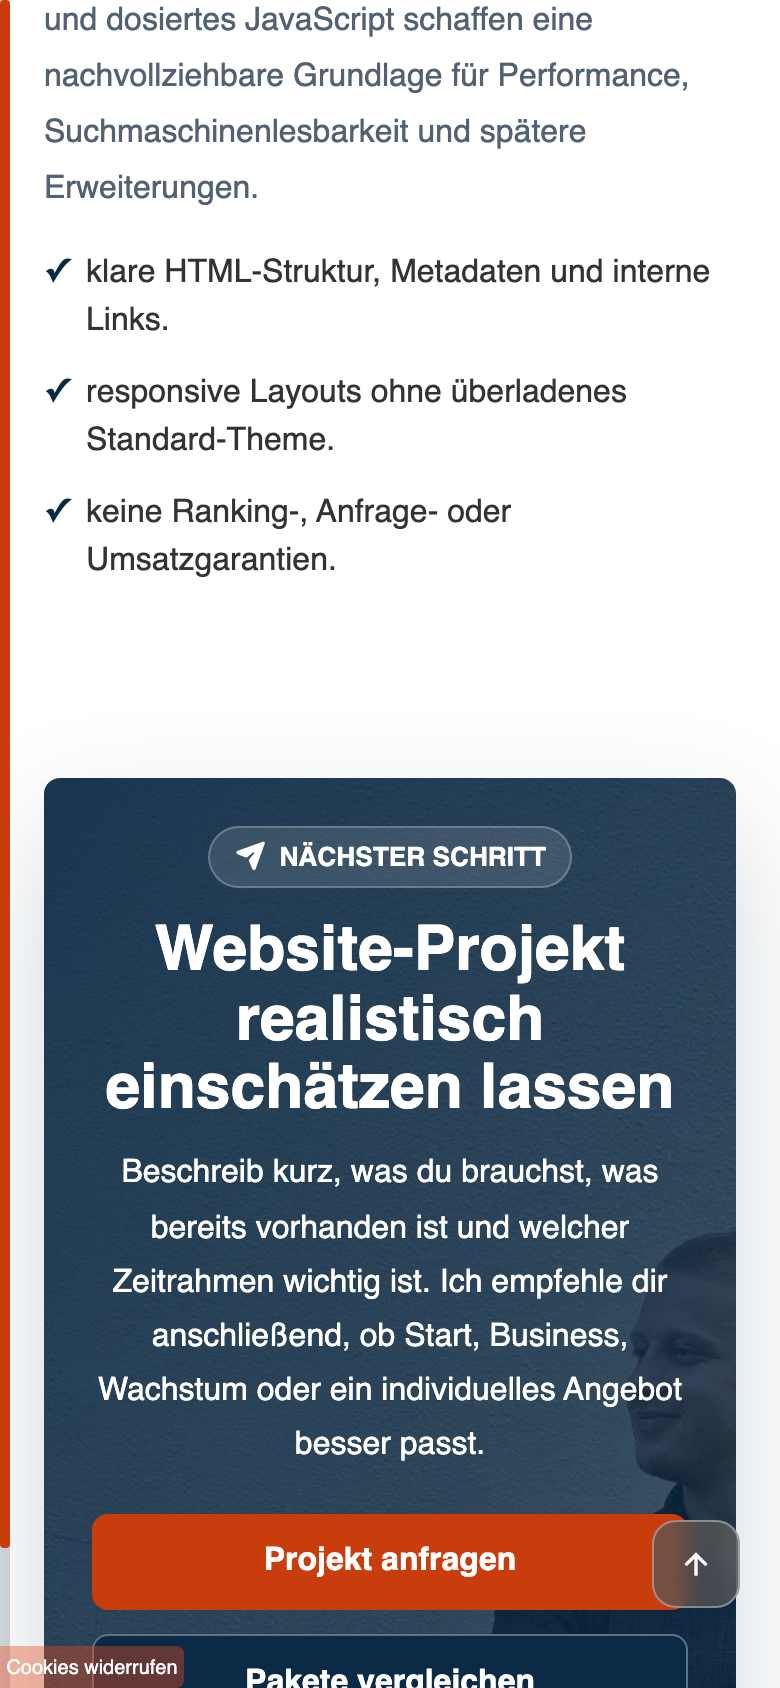 und dosiertes JavaScript schaffen eine
nachvollziehbare Grundlage für Performance,
Suchmaschinenlesbarkeit und spätere
Erweiterungen.
✓ klare HTML-Struktur, Metadaten und interne
Links.
✓ responsive Layouts ohne überladenes
Standard-Theme.
✓ keine Ranking-, Anfrage- oder
Umsatzgarantien.
NÄCHSTER SCHRITT
Website-Projekt
realistisch
einschätzen lassen
Beschreib kurz, was du brauchst, was
bereits vorhanden ist und welcher
Zeitrahmen wichtig ist. Ich empfehle dir
anschließend, ob Start, Business,
Wachstum oder ein individuelles Angebot
besser passt.
Projekt anfragen
Cookies widerrufen
Pakete vergleichen